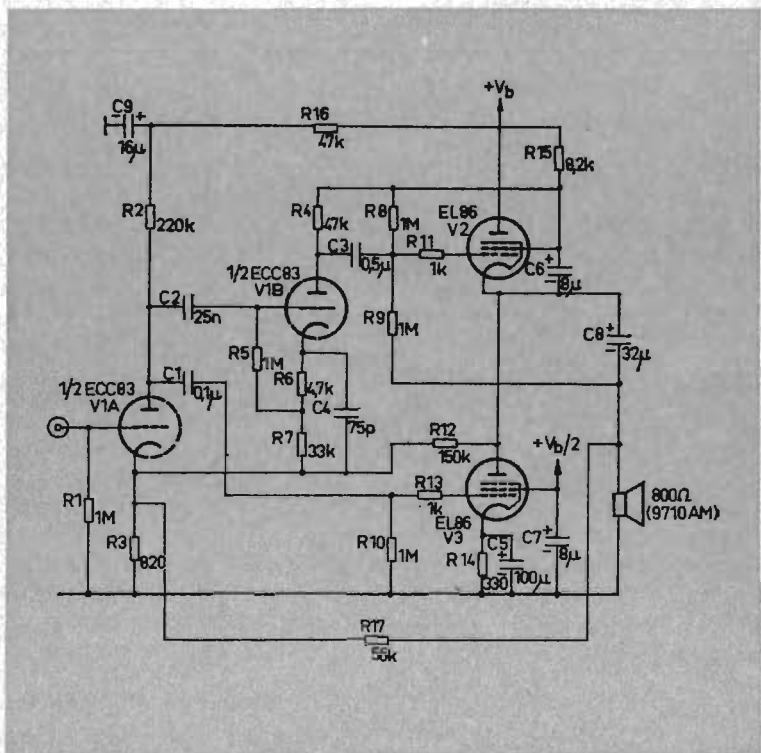 C9
+
16µ
R16
47k
+Vb
R15
8,2k
R2
220k
R4
47k
R8
1M
C3
0,5µ
R11
1k
EL86
V2
C6
+
8µ
1/2 ECC83
V1B
C2
25n
R9
1M
C8
+
32µ
R5
1M
R6
4,7k
C4
75p
1/2 ECC83
V1A
C1
0,1µ
R7
33k
R12
150k
+Vb/2
R1
1M
R3
820
R13
1k
R10
1M
EL86
V3
C5
+
100µ
R14
330
C7
+
8µ
800Ω
(9710AM)
R17
56k